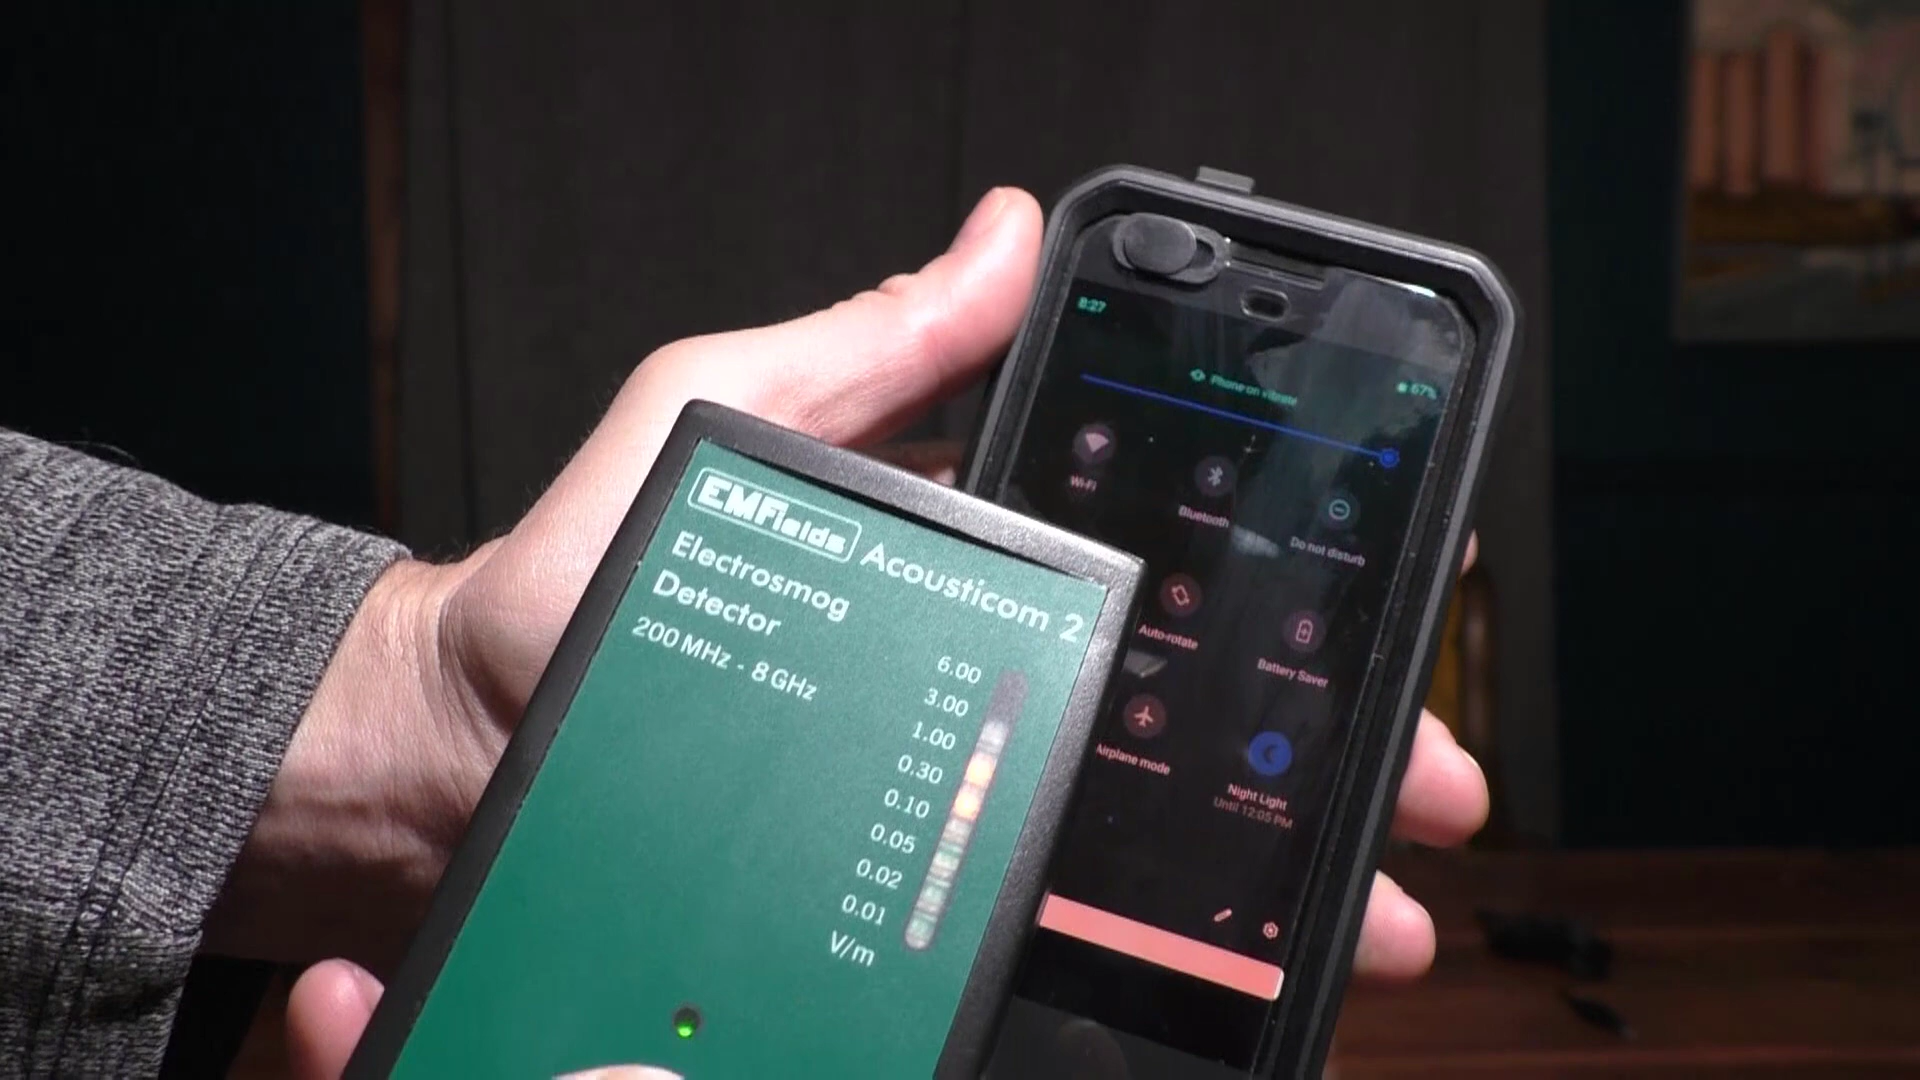 8:27
67%
Phone on vibrate
Wi-Fi
Bluetooth
Do not disturb
Auto-rotate
Battery Saver
Airplane mode
Night Light
Until 12:05 PM
EMFields Acousticom 2
Electrosmog
Detector
200 MHz - 8 GHz
6.00
3.00
1.00
0.30
0.10
0.05
0.02
0.01
V/m